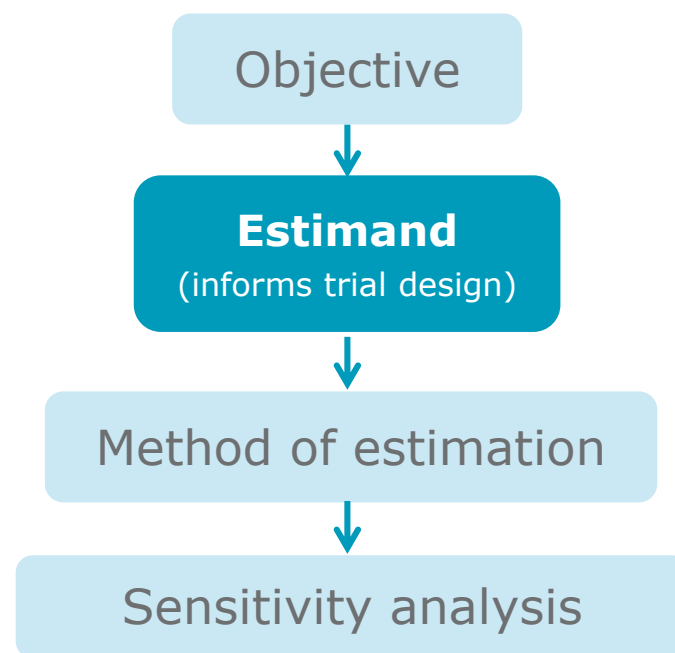 Objective
Estimand
(informs trial design)
Method of estimation
Sensitivity analysis